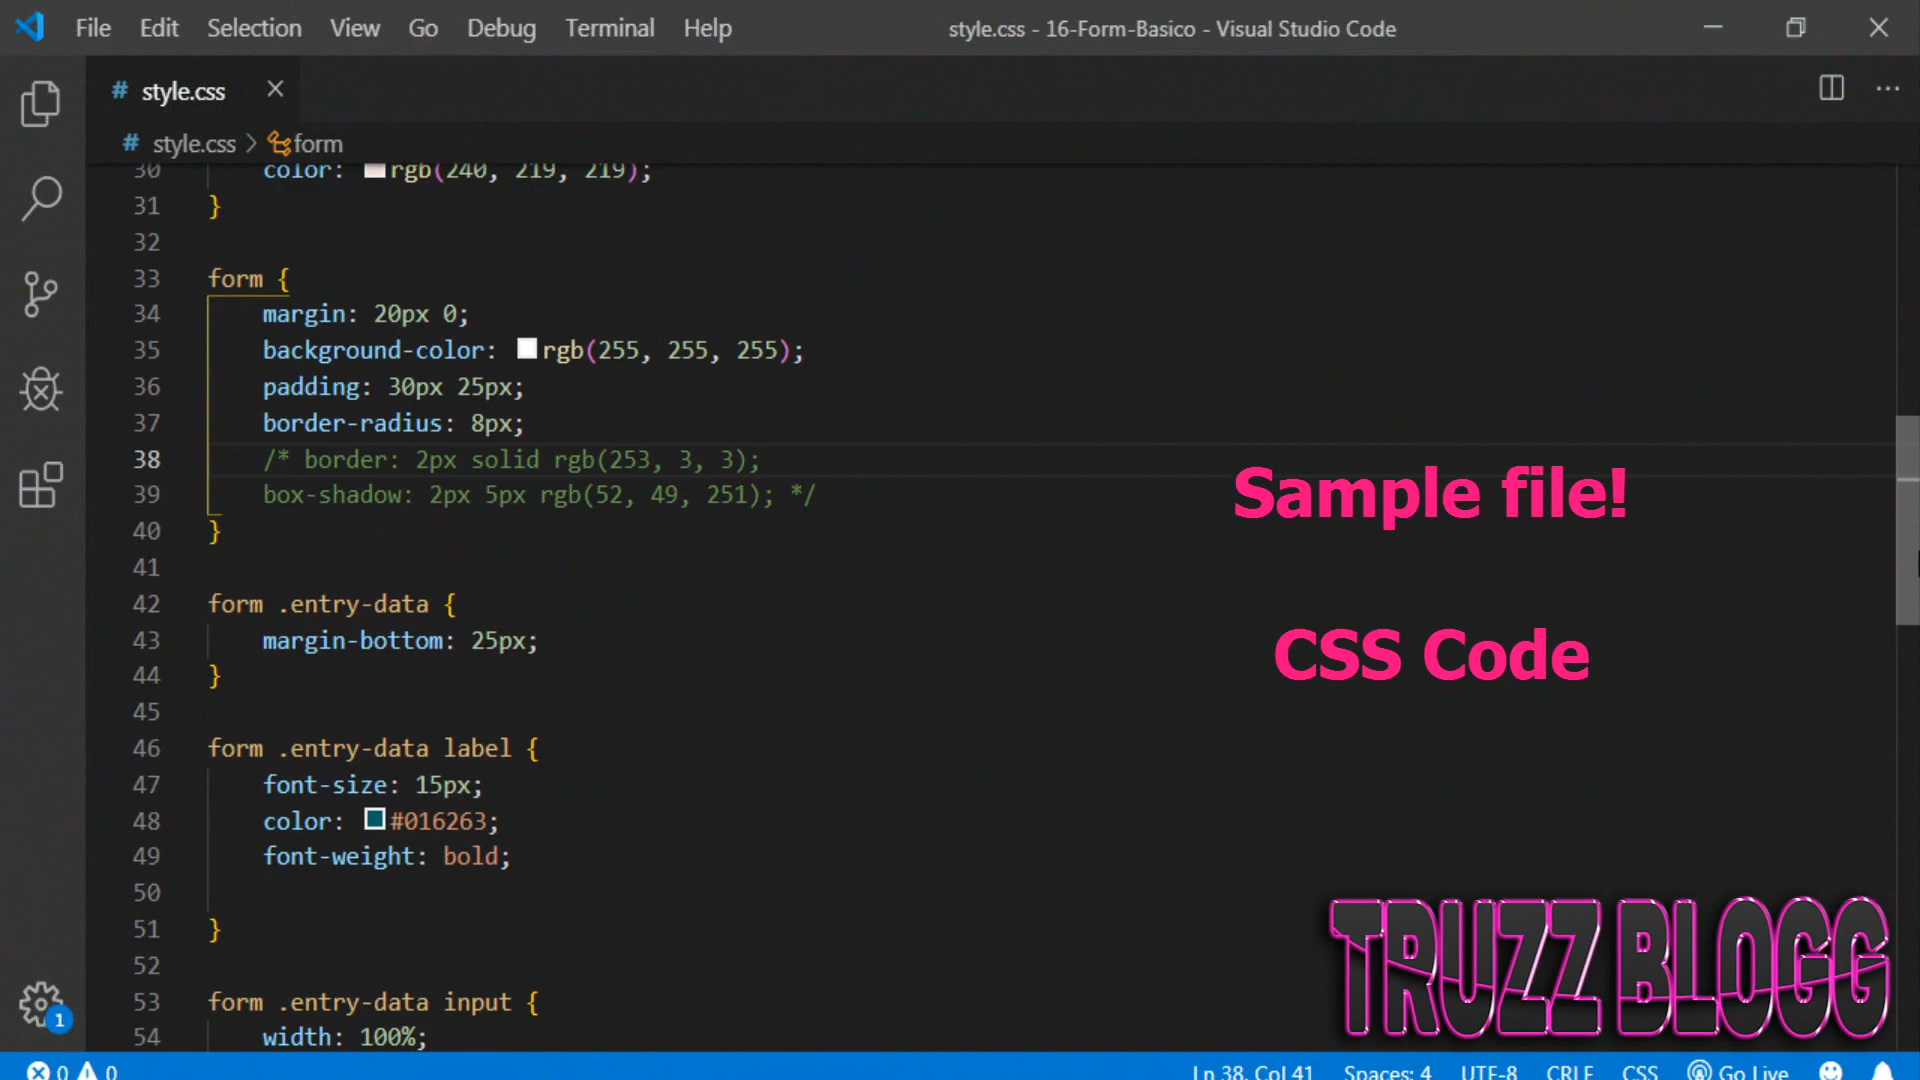 File Edit Selection View Go Debug Terminal Help
style.css - 16-Form-Basico - Visual Studio Code
# style.css
# style.css > form
30 color: rgb(240, 219, 219);
31 }
32
33 form {
34 margin: 20px 0;
35 background-color: rgb(255, 255, 255);
36 padding: 30px 25px;
37 border-radius: 8px;
38 /* border: 2px solid rgb(253, 3, 3);
39 box-shadow: 2px 5px rgb(52, 49, 251); */
40 }
41
42 form .entry-data {
43 margin-bottom: 25px;
44 }
45
46 form .entry-data label {
47 font-size: 15px;
48 color: #016263;
49 font-weight: bold;
50
51 }
52
53 form .entry-data input {
54 width: 100%;
Sample file!
CSS Code
TRUZZ BLOGG
1
0 0
Ln 38, Col 41 Spaces: 4 UTF-8 CRLF CSS Go Live